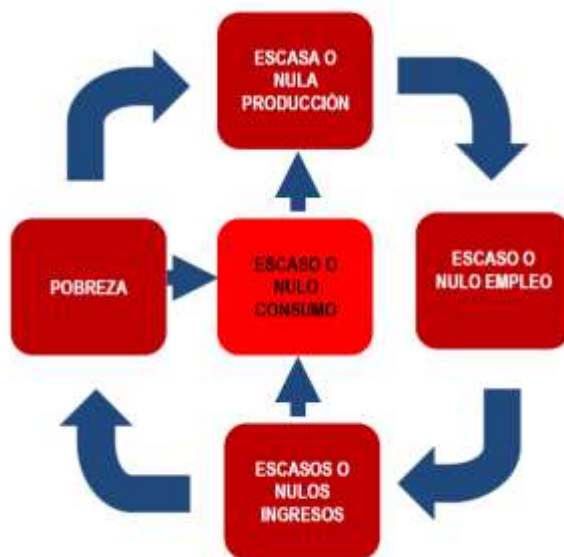 ESCASA O
NULA
PRODUCCIÓN
POBREZA
ESCASO O
NULO
CONSUMO
ESCASO O
NULO EMPLEO
ESCASOS O
NULOS
INGRESOS